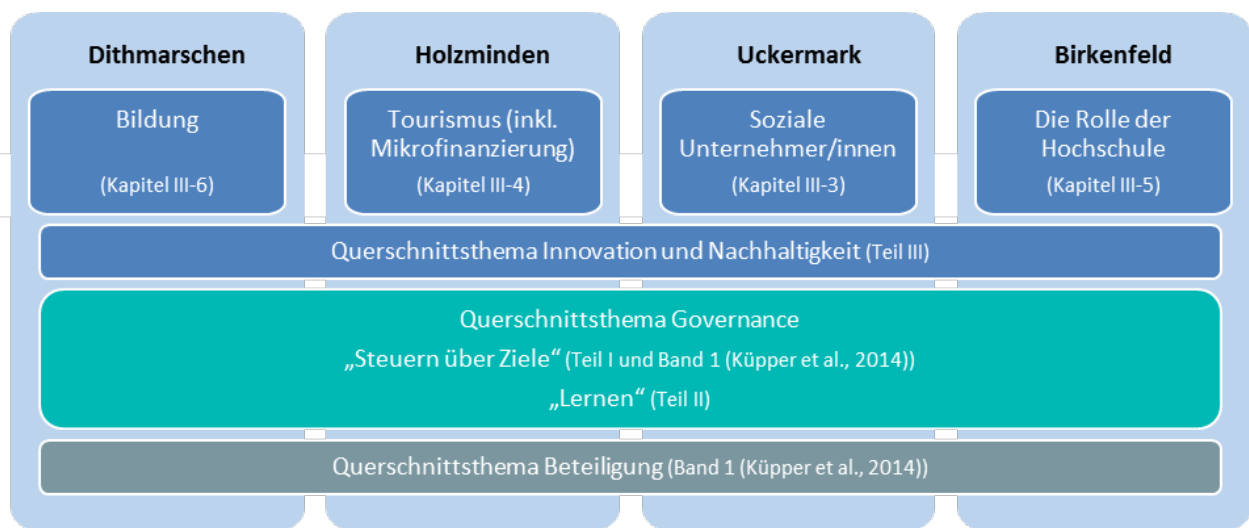 Dithmarschen
Bildung
(Kapitel III-6)
Holzminden
Tourismus (inkl.
Mikrofinanzierung)
(Kapitel III-4)
Uckermark
Soziale
Unternehmer/innen
(Kapitel III-3)
Birkenfeld
Die Rolle der
Hochschule
(Kapitel III-5)
Querschnittsthema Innovation und Nachhaltigkeit (Teil III)
Querschnittsthema Governance
„Steuern über Ziele“ (Teil I und Band 1 (Küpper et al., 2014))
„Lernen“ (Teil II)
Querschnittsthema Beteiligung (Band 1 (Küpper et al., 2014))